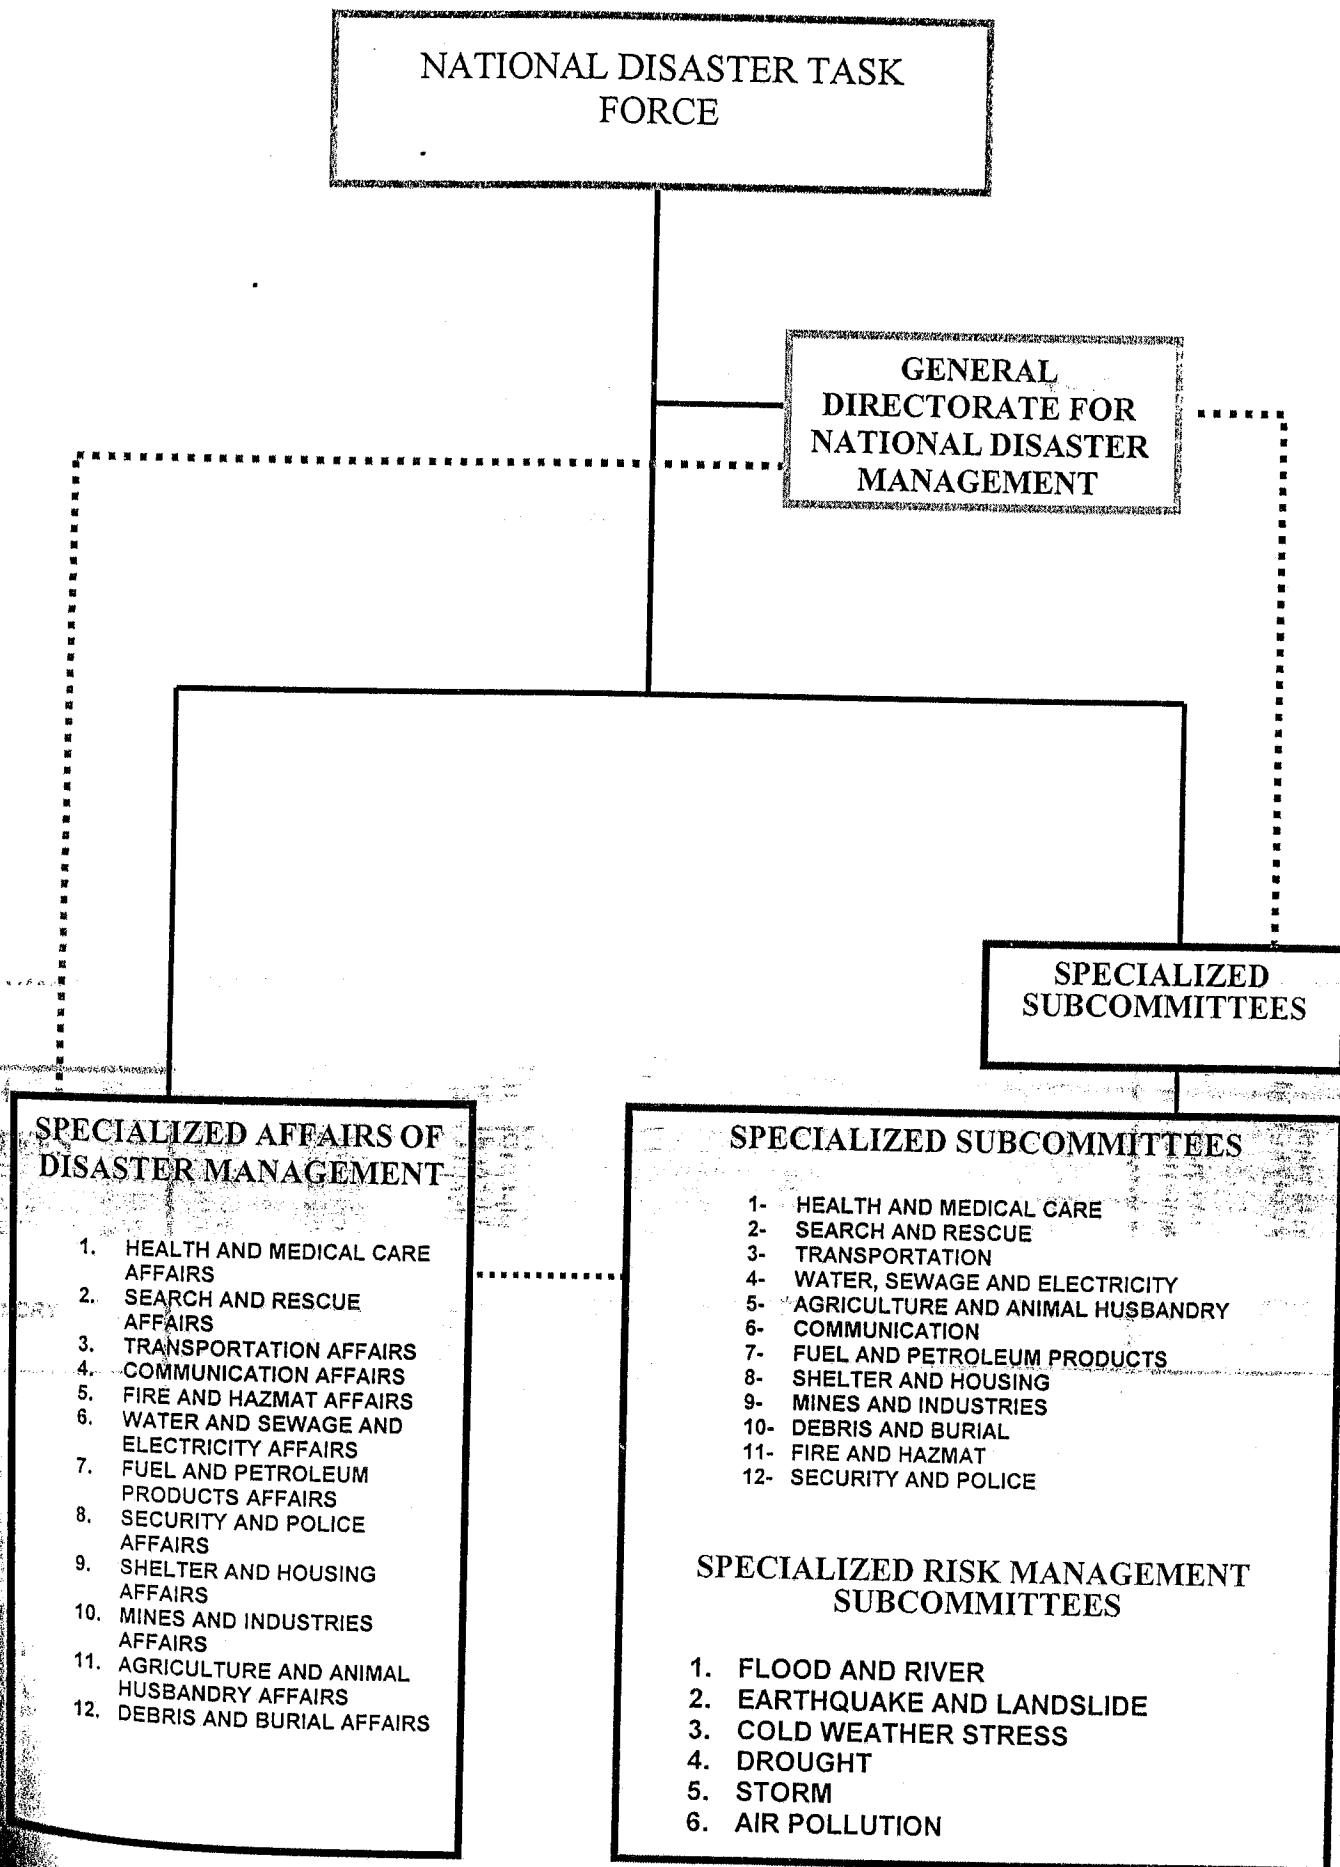 NATIONAL DISASTER TASK
FORCE
GENERAL
DIRECTORATE FOR
NATIONAL DISASTER
MANAGEMENT
SPECIALIZED
SUBCOMMITTEES
SPECIALIZED AFFAIRS OF
DISASTER MANAGEMENT
1. HEALTH AND MEDICAL CARE
AFFAIRS
2. SEARCH AND RESCUE
AFFAIRS
3. TRANSPORTATION AFFAIRS
4. COMMUNICATION AFFAIRS
5. FIRE AND HAZMAT AFFAIRS
6. WATER AND SEWAGE AND
ELECTRICITY AFFAIRS
7. FUEL AND PETROLEUM
PRODUCTS AFFAIRS
8. SECURITY AND POLICE
AFFAIRS
9. SHELTER AND HOUSING
AFFAIRS
10. MINES AND INDUSTRIES
AFFAIRS
11. AGRICULTURE AND ANIMAL
HUSBANDRY AFFAIRS
12. DEBRIS AND BURIAL AFFAIRS
SPECIALIZED SUBCOMMITTEES
1- HEALTH AND MEDICAL CARE
2- SEARCH AND RESCUE
3- TRANSPORTATION
4- WATER, SEWAGE AND ELECTRICITY
5- AGRICULTURE AND ANIMAL HUSBANDRY
6- COMMUNICATION
7- FUEL AND PETROLEUM PRODUCTS
8- SHELTER AND HOUSING
9- MINES AND INDUSTRIES
10- DEBRIS AND BURIAL
11- FIRE AND HAZMAT
12- SECURITY AND POLICE
SPECIALIZED RISK MANAGEMENT
SUBCOMMITTEES
1. FLOOD AND RIVER
2. EARTHQUAKE AND LANDSLIDE
3. COLD WEATHER STRESS
4. DROUGHT
5. STORM
6. AIR POLLUTION